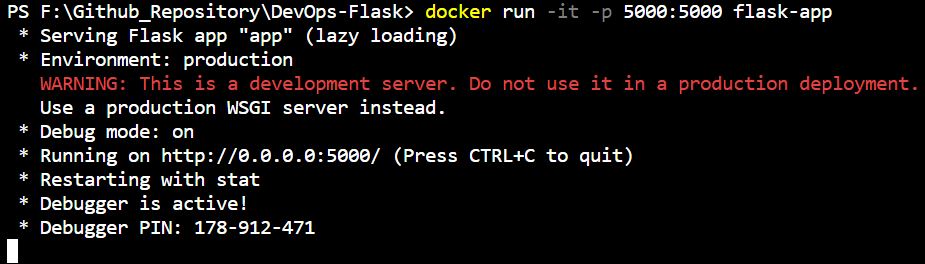 PS F:\Github_Repository\DevOps-Flask> docker run -it -p 5000:5000 flask-app
* Serving Flask app "app" (lazy loading)
* Environment: production
WARNING: This is a development server. Do not use it in a production deployment.
Use a production WSGI server instead.
* Debug mode: on
* Running on http://0.0.0.0:5000/ (Press CTRL+C to quit)
* Restarting with stat
* Debugger is active!
* Debugger PIN: 178-912-471